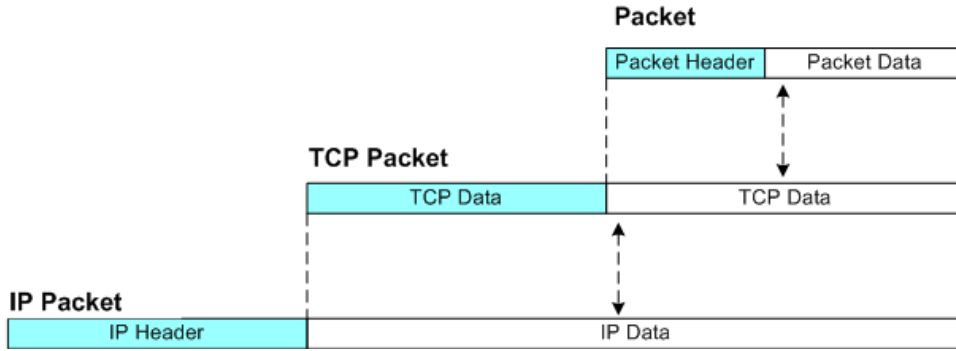 Packet
Packet Header Packet Data
TCP Packet
TCP Data TCP Data
IP Packet
IP Header IP Data